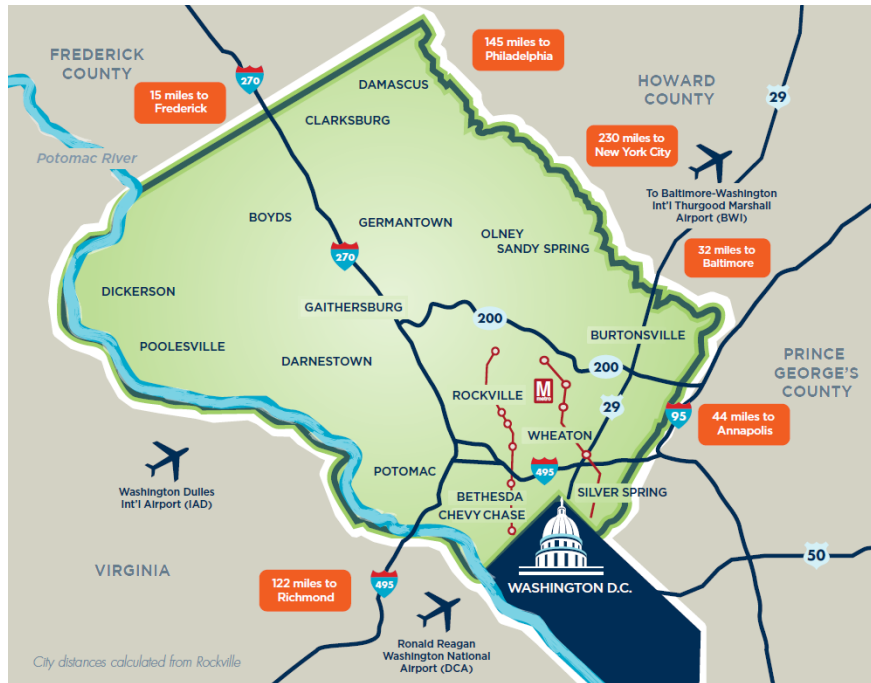 FREDERICK
COUNTY
270
15 miles to
Frederick
145 miles to
Philadelphia
DAMASCUS
CLARKSBURG
HOWARD
COUNTY
29
230 miles to
New York City
Potomac River
To Baltimore-Washington
Int'l Thurgood Marshall
Airport (BWI)
BOYDS
GERMANTOWN
OLNEY
SANDY SPRING
270
32 miles to
Baltimore
DICKERSON
GAITHERSBURG
200
BURTONSVILLE
POOLESVILLE
DARNESTOWN
200
PRINCE
GEORGE'S
COUNTY
ROCKVILLE
M
metro
29
95
44 miles to
Annapolis
WHEATON
POTOMAC
495
Washington Dulles
Int'l Airport (IAD)
BETHESDA
CHEVY CHASE
SILVER SPRING
50
VIRGINIA
122 miles to
Richmond
495
WASHINGTON D.C.
Ronald Reagan
Washington National
Airport (DCA)
City distances calculated from Rockville